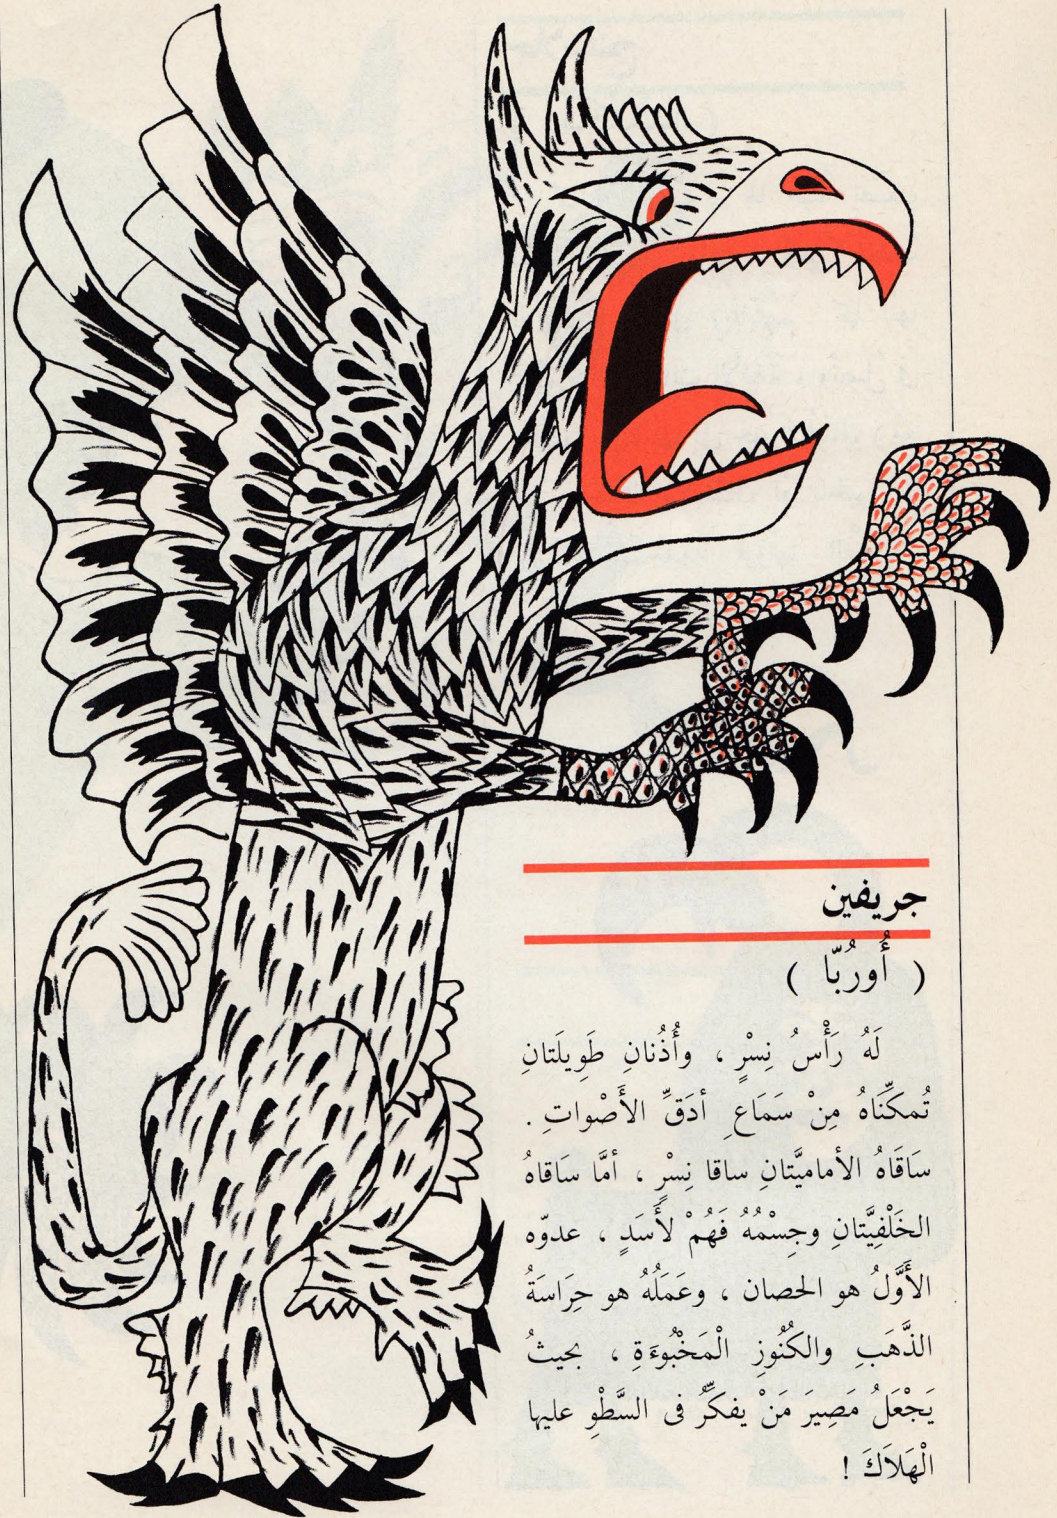 جريفين
( أُورُبّا )
لَهُ رَأْسُ نِسْرٍ ، وأُذُنانِ طَوِيلَتانِ
تُمكِّنَاهُ مِنْ سَمَاعِ أدَقِّ الأَصْواتِ .
سَاقَاهُ الأماميَّتانِ ساقا نِسْرٍ ، أمَّا سَاقاهُ
الخَلْفِيَّتانِ وجِسْمُهُ فَهُمْ لأَسَدٍ ، عدوّه
الأَوَّلُ هو الحصان ، وعَمَلُهُ هو حِرَاسَةُ
الذَّهَبِ والكُنُوزِ الْمَخْبُوءَةِ ، بحيثُ
يَجْعَلُ مَصِيرَ مَنْ يفكِّرُ فى السَّطْوِ عليها
الْهَلاَكَ !